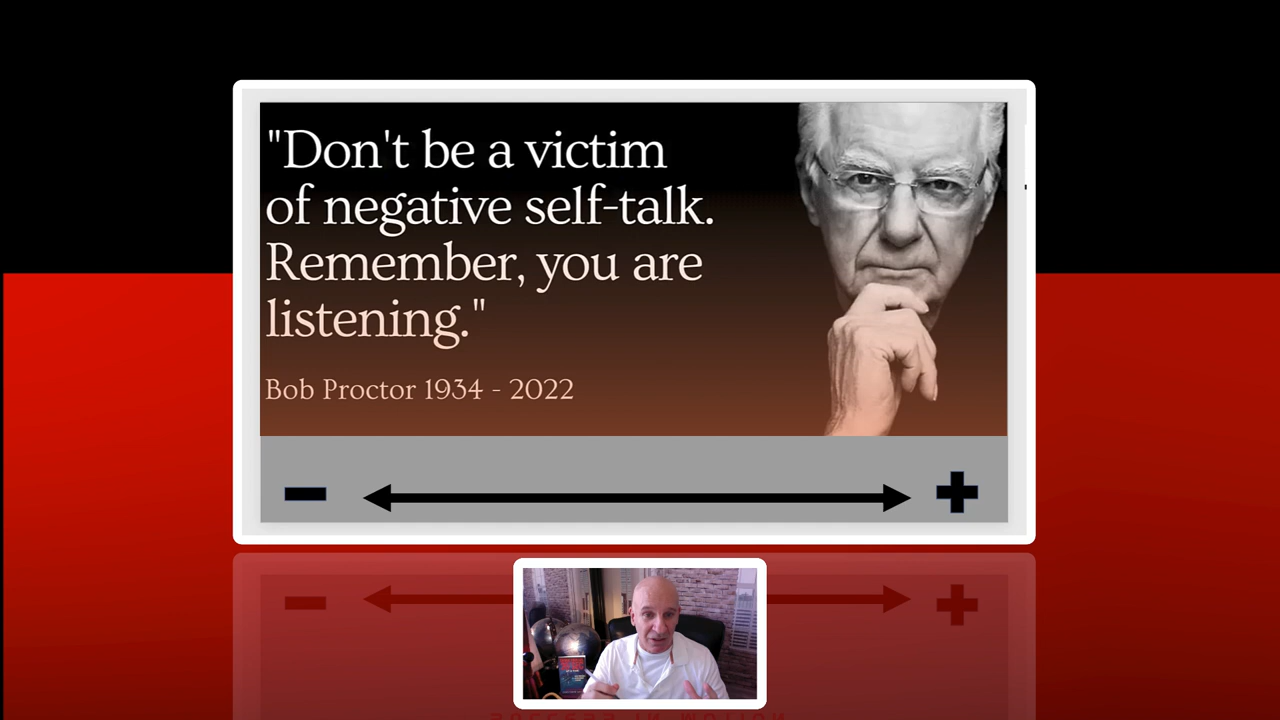 "Don't be a victim
of negative self-talk.
Remember, you are
listening."
Bob Proctor 1934 - 2022